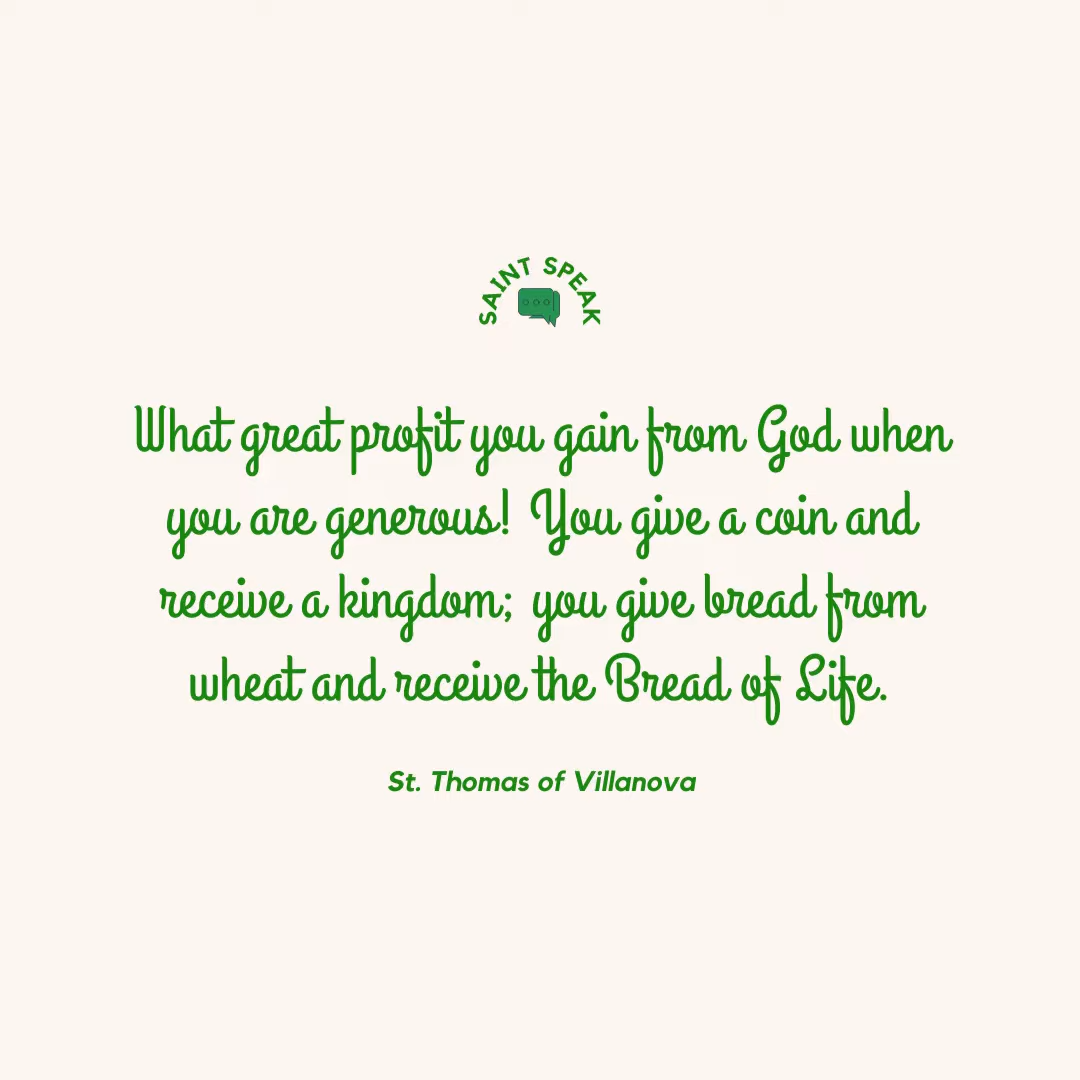 SAINT SPEAK
What great profit you gain from God when
you are generous! You give a coin and
receive a kingdom; you give bread from
wheat and receive the Bread of Life.
St. Thomas of Villanova